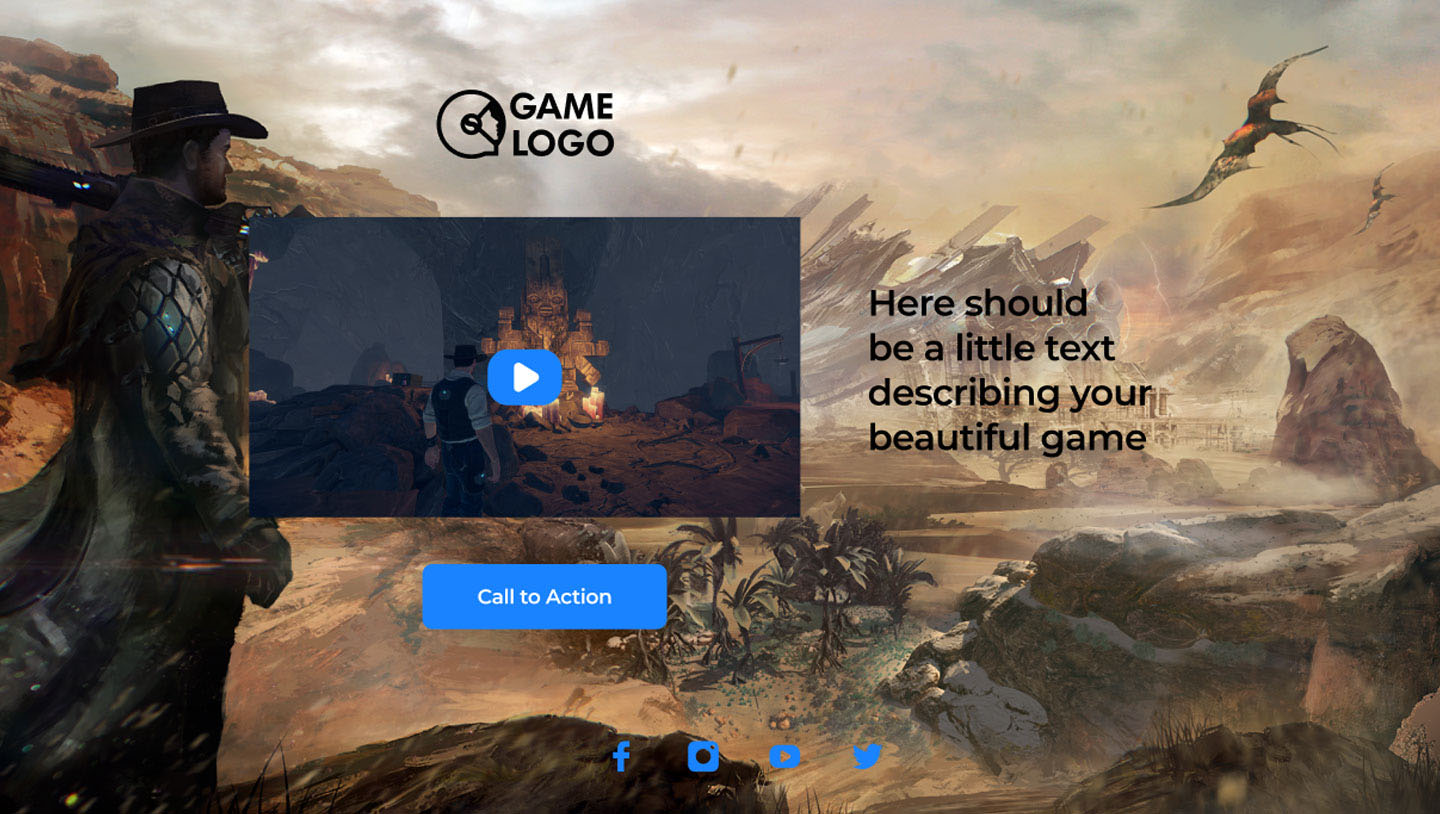 GAME
LOGO
Here should
be a little text
describing your
beautiful game
Call to Action